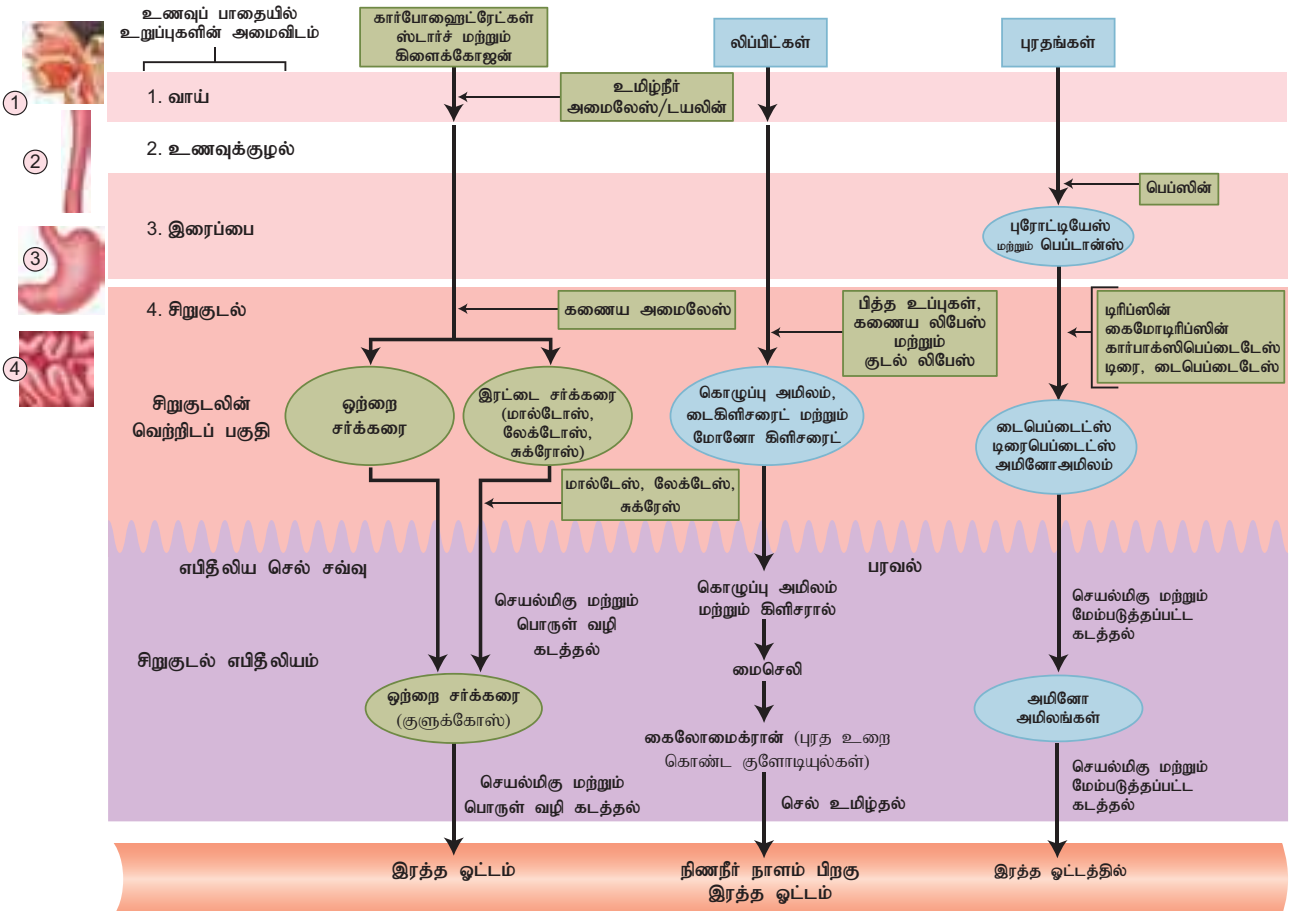 உணவுப் பாதையில்
உறுப்புகளின் அமைவிடம்
கார்போஹைட்ரேட்கள்
ஸ்டார்ச் மற்றும்
கிளைக்கோஜன்
லிப்பிட்கள்
புரதங்கள்
1
1. வாய்
உமிழ்நீர்
அமைலேஸ்/டயலின்
2
2. உணவுக்குழல்
பெப்ஸின்
3
3. இரைப்பை
புரோட்டியேஸ்
மற்றும் பெப்டான்ஸ்
4
4. சிறுகுடல்
கணைய அமைலேஸ்
பித்த உப்புகள்,
கணைய லிபேஸ்
மற்றும்
குடல் லிபேஸ்
டிரிப்ஸின்
கைமோடிரிப்ஸின்
கார்பாக்ஸிபெப்டைடேஸ்
டிரை, டைபெப்டைடேஸ்
சிறுகுடலின்
வெற்றிடப் பகுதி
ஒற்றை
சர்க்கரை
இரட்டை சர்க்கரை
(மால்டோஸ்,
லேக்டோஸ்,
சுக்ரோஸ்)
கொழுப்பு அமிலம்,
டைகிளிசரைட் மற்றும்
மோனோ கிளிசரைட்
டைபெப்டைட்ஸ்
டிரைபெப்டைட்ஸ்
அமினோஅமிலம்
மால்டேஸ், லேக்டேஸ்,
சுக்ரேஸ்
எபிதீலிய செல் சவ்வு
பரவல்
செயல்மிகு மற்றும்
பொருள் வழி
கடத்தல்
கொழுப்பு அமிலம்
மற்றும் கிளிசரால்
செயல்மிகு மற்றும்
மேம்படுத்தப்பட்ட
கடத்தல்
சிறுகுடல் எபிதீலியம்
மைசெலி
ஒற்றை சர்க்கரை
(குளுக்கோஸ்)
அமினோ
அமிலங்கள்
கைலோமைக்ரான் (புரத உறை
கொண்ட குளோடியுல்கள்)
செயல்மிகு மற்றும்
பொருள் வழி கடத்தல்
செல் உமிழ்தல்
செயல்மிகு மற்றும்
மேம்படுத்தப்பட்ட
கடத்தல்
இரத்த ஓட்டம்
நிணநீர் நாளம் பிறகு
இரத்த ஓட்டம்
இரத்த ஓட்டத்தில்